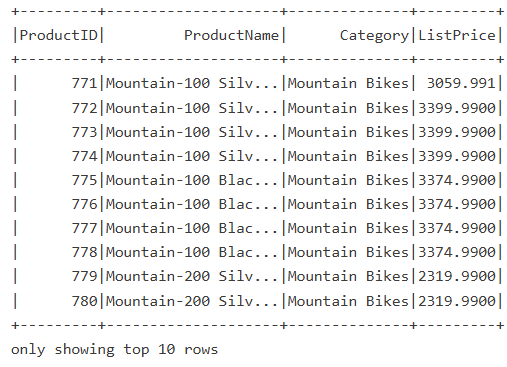 +---------+--------------------+--------------+---------+
|ProductID|         ProductName|      Category|ListPrice|
+---------+--------------------+--------------+---------+
|      771|Mountain-100 Silv...|Mountain Bikes| 3059.991|
|      772|Mountain-100 Silv...|Mountain Bikes|3399.9900|
|      773|Mountain-100 Silv...|Mountain Bikes|3399.9900|
|      774|Mountain-100 Silv...|Mountain Bikes|3399.9900|
|      775|Mountain-100 Blac...|Mountain Bikes|3374.9900|
|      776|Mountain-100 Blac...|Mountain Bikes|3374.9900|
|      777|Mountain-100 Blac...|Mountain Bikes|3374.9900|
|      778|Mountain-100 Blac...|Mountain Bikes|3374.9900|
|      779|Mountain-200 Silv...|Mountain Bikes|2319.9900|
|      780|Mountain-200 Silv...|Mountain Bikes|2319.9900|
+---------+--------------------+--------------+---------+
only showing top 10 rows